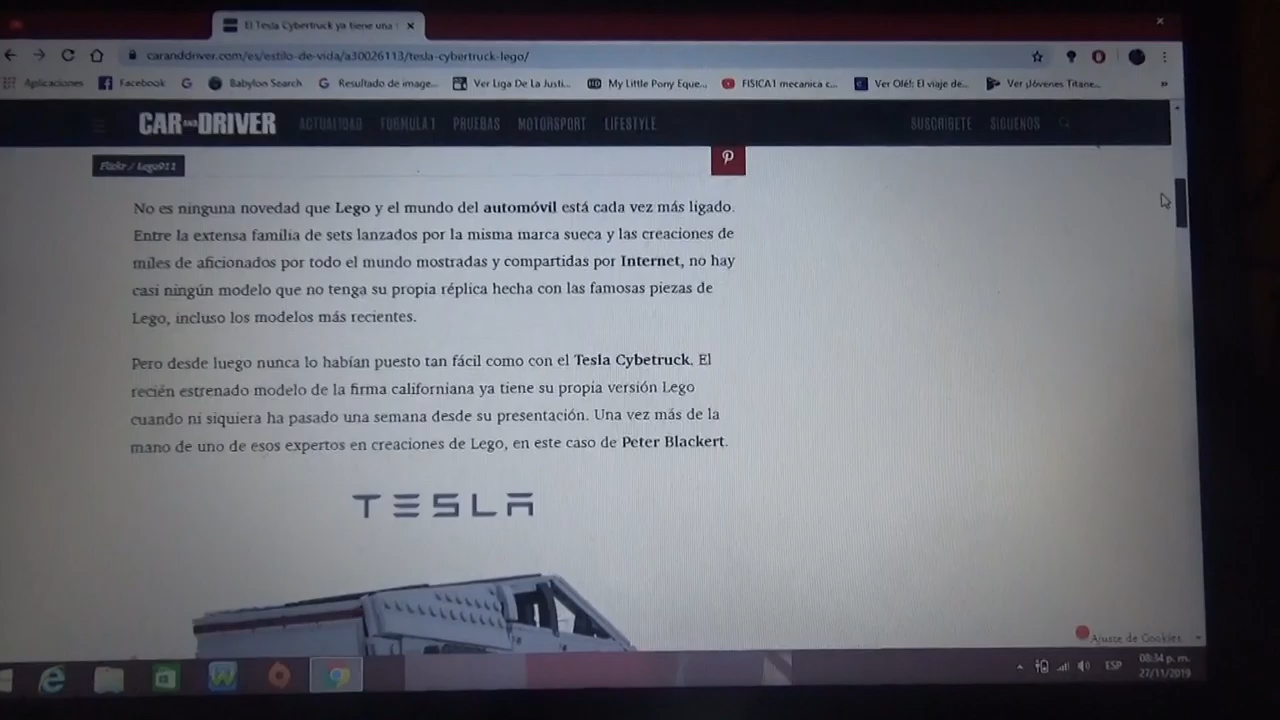 El Tesla Cybetruck ya tiene una
caranddriver.com/es/estilo-de-vida/a30026113/tesla-cybertruck-lego/
Aplicaciones Facebook Babylon Search Resultado de image... Ver Liga De La Justi... My Little Pony Eque... FISICA1 mecanica c... Ver Olé!: El viaje de... Ver ¡Jóvenes Titane...
CAR AND DRIVER ACTUALIDAD FÓRMULA 1 PRUEBAS MOTORSPORT LIFESTYLE SUSCRÍBETE SÍGUENOS
Flickr / Lego911
No es ninguna novedad que Lego y el mundo del automóvil está cada vez más ligado.
Entre la extensa familia de sets lanzados por la misma marca sueca y las creaciones de
miles de aficionados por todo el mundo mostradas y compartidas por Internet, no hay
casi ningún modelo que no tenga su propia réplica hecha con las famosas piezas de
Lego, incluso los modelos más recientes.
Pero desde luego nunca lo habían puesto tan fácil como con el Tesla Cybetruck. El
recién estrenado modelo de la firma californiana ya tiene su propia versión Lego
cuando ni siquiera ha pasado una semana desde su presentación. Una vez más de la
mano de uno de esos expertos en creaciones de Lego, en este caso de Peter Blackert.
TESLA
Ajuste de Cookies
ESP
08:34 p. m.
27/11/2019